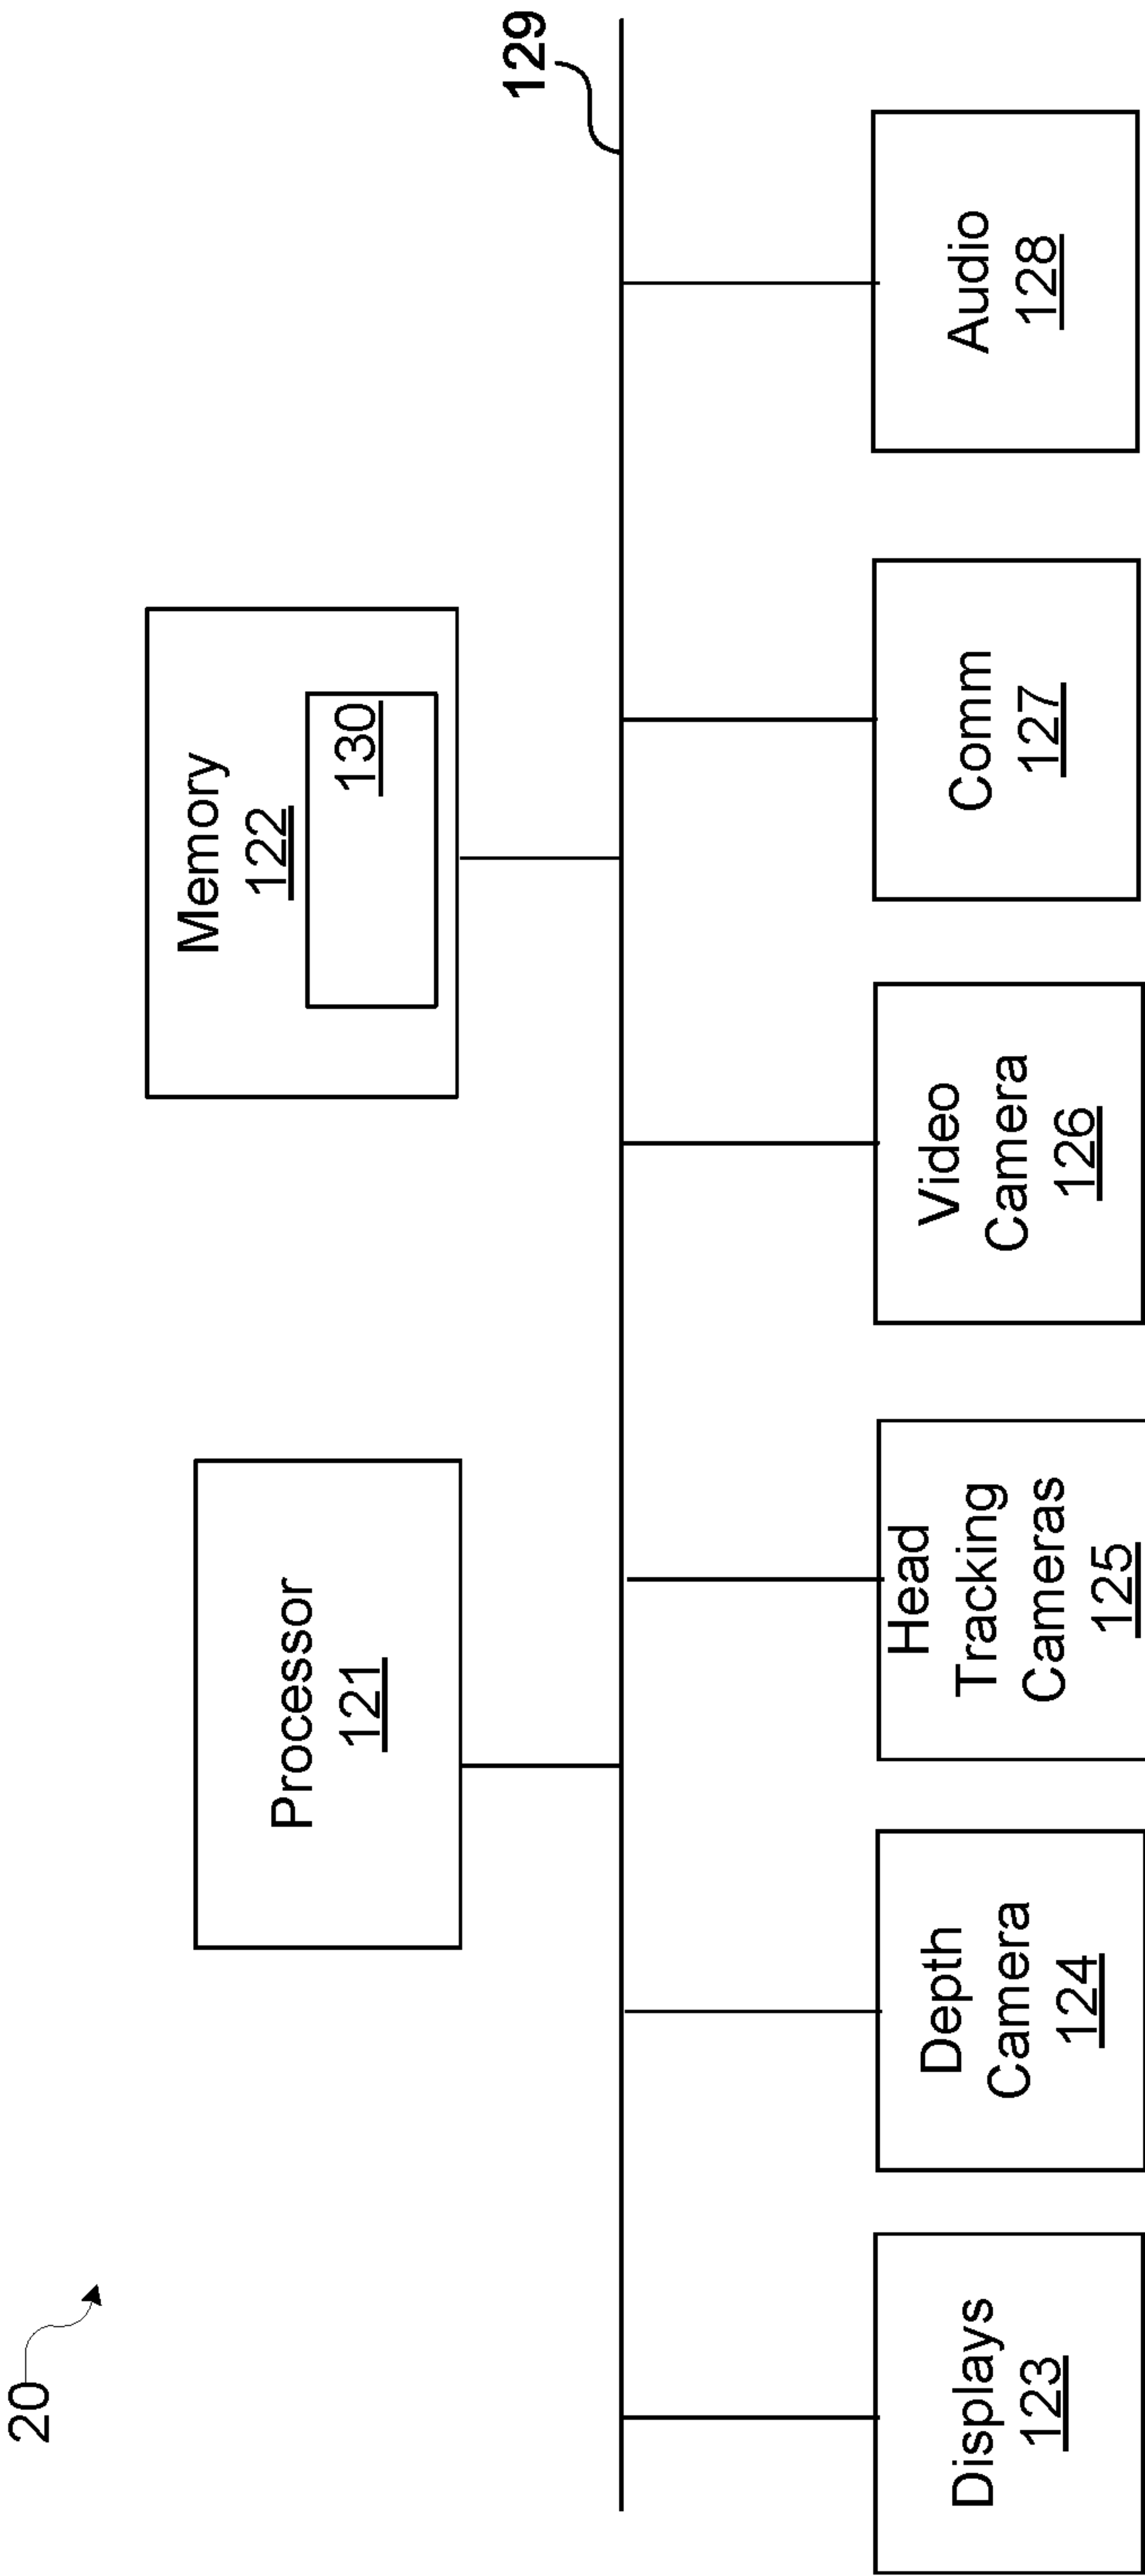 20
Processor
121
Memory
122
130
129
Displays
123
Depth
Camera
124
Head
Tracking
Cameras
125
Video
Camera
126
Comm
127
Audio
128